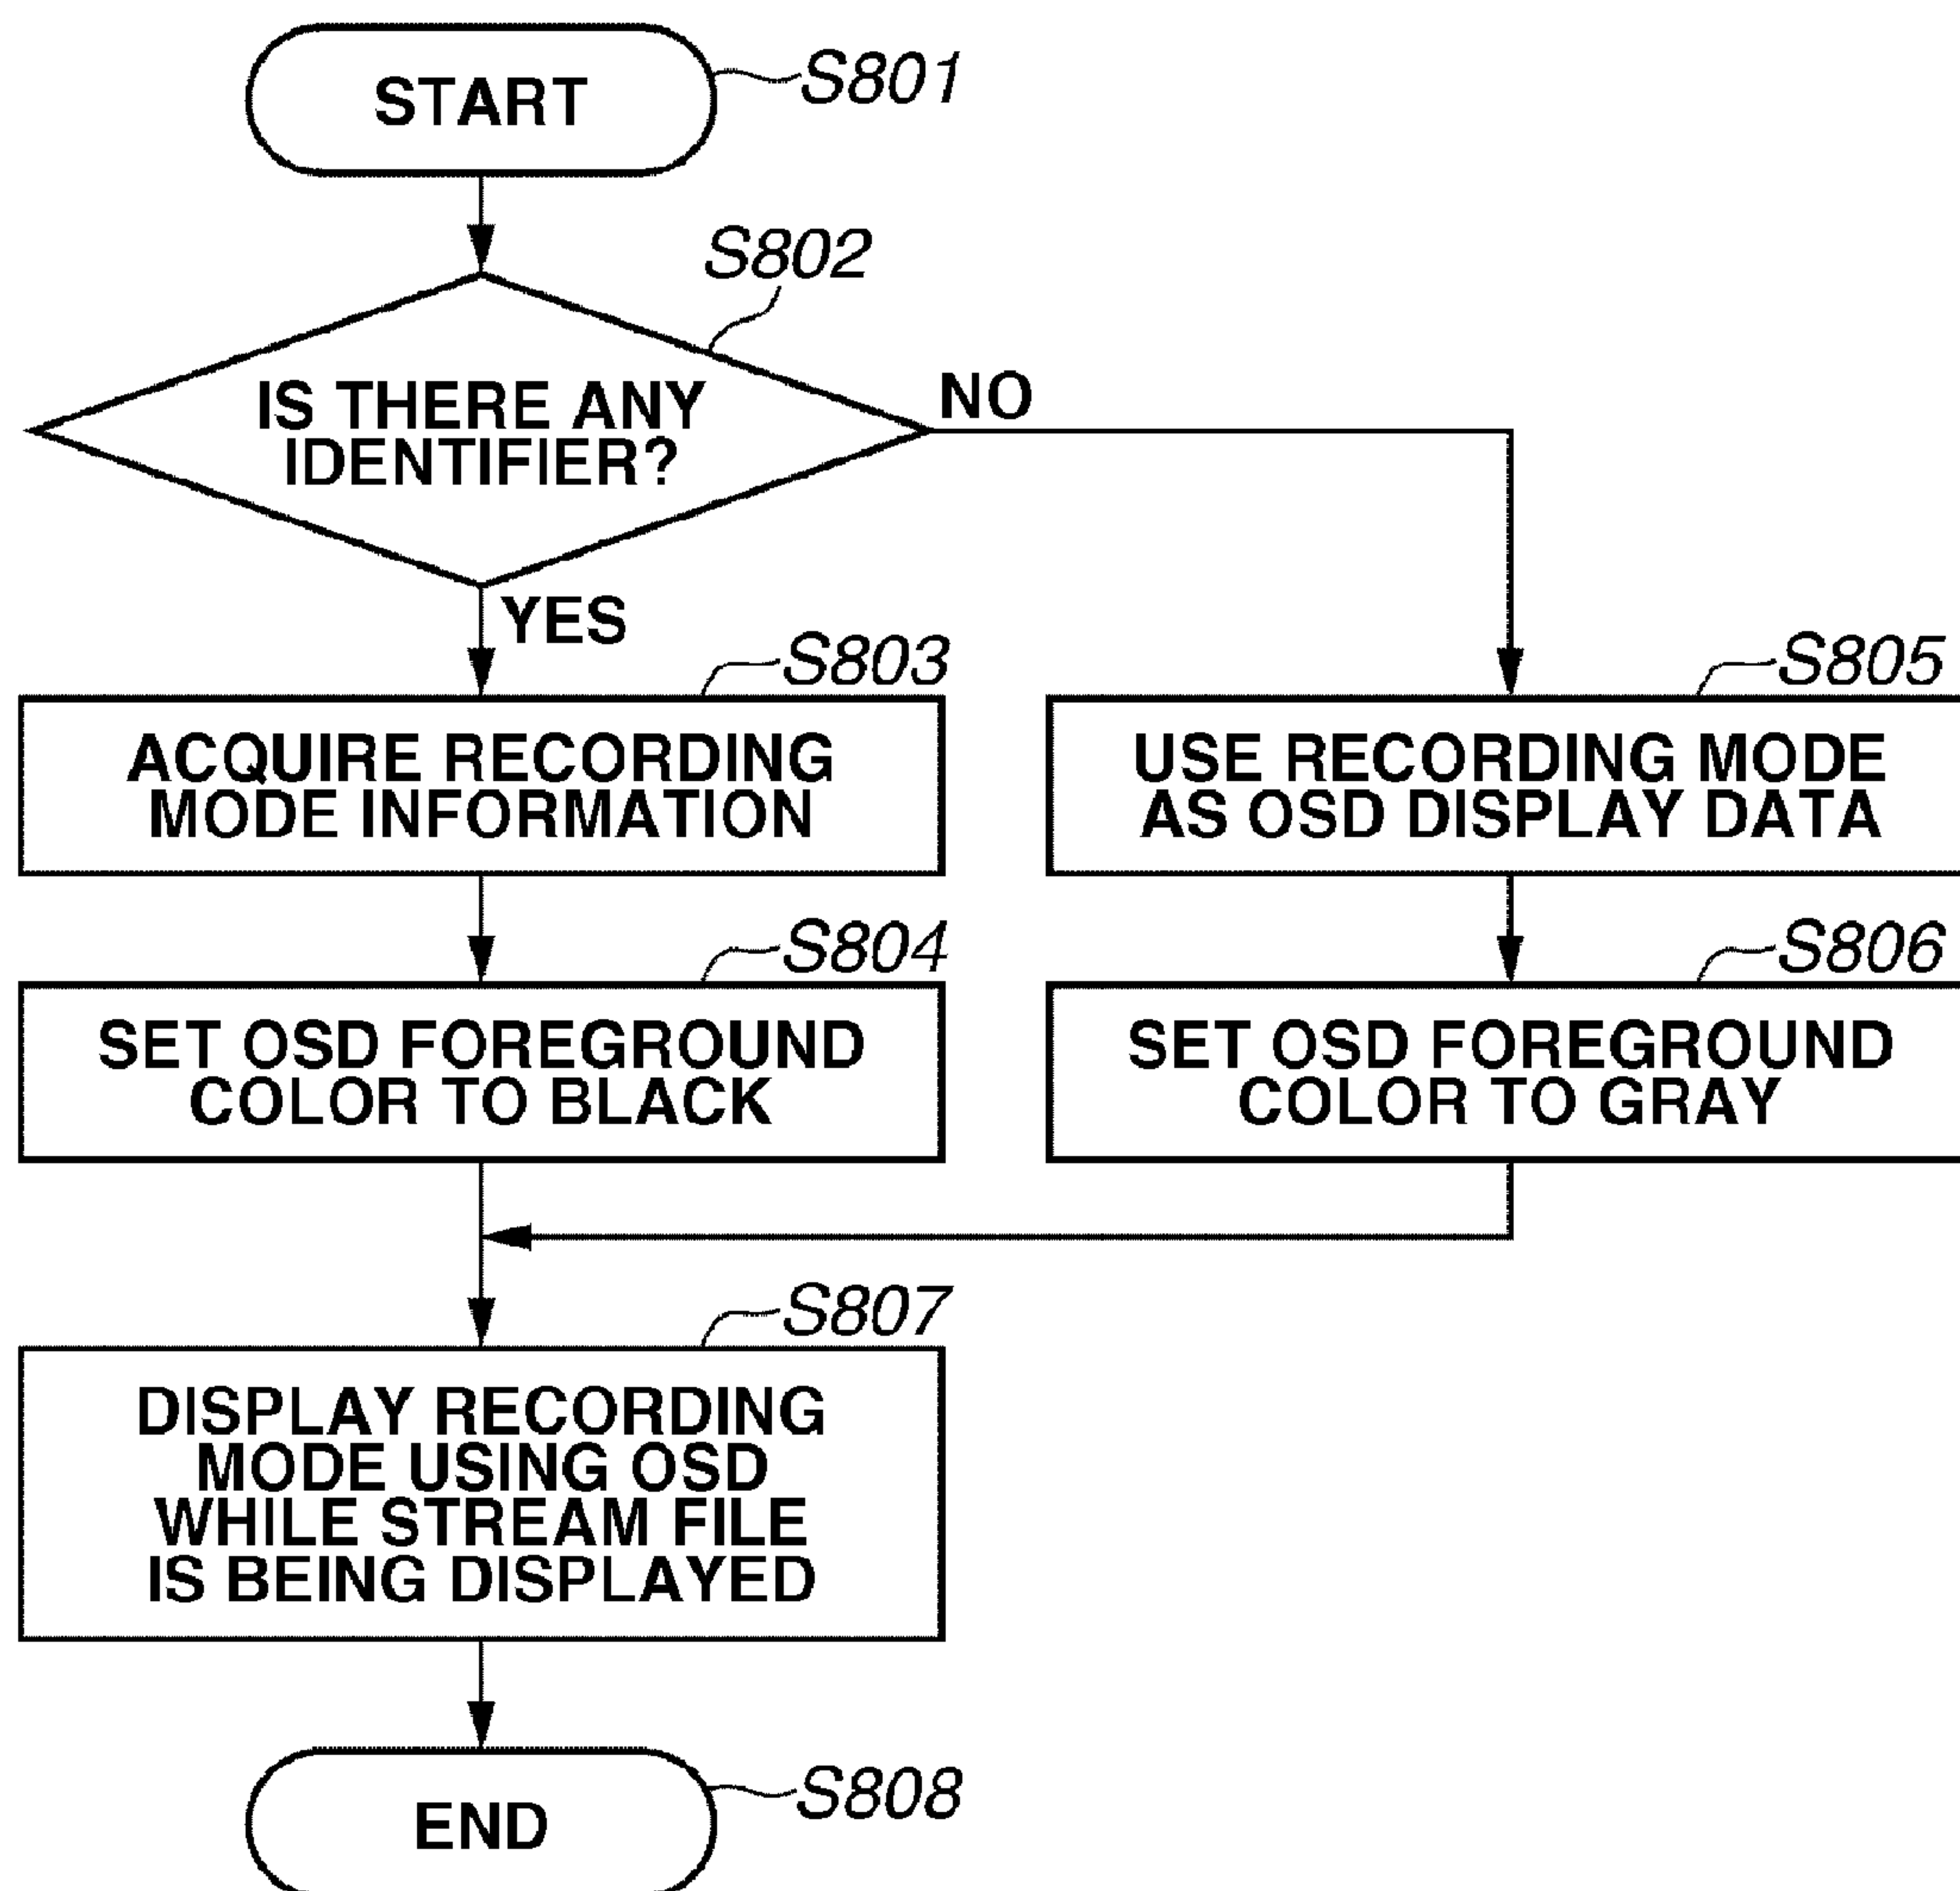 START
S801
S802
IS THERE ANY
IDENTIFIER?
NO
YES
S803
ACQUIRE RECORDING
MODE INFORMATION
S805
USE RECORDING MODE
AS OSD DISPLAY DATA
S804
SET OSD FOREGROUND
COLOR TO BLACK
S806
SET OSD FOREGROUND
COLOR TO GRAY
S807
DISPLAY RECORDING
MODE USING OSD
WHILE STREAM FILE
IS BEING DISPLAYED
S808
END